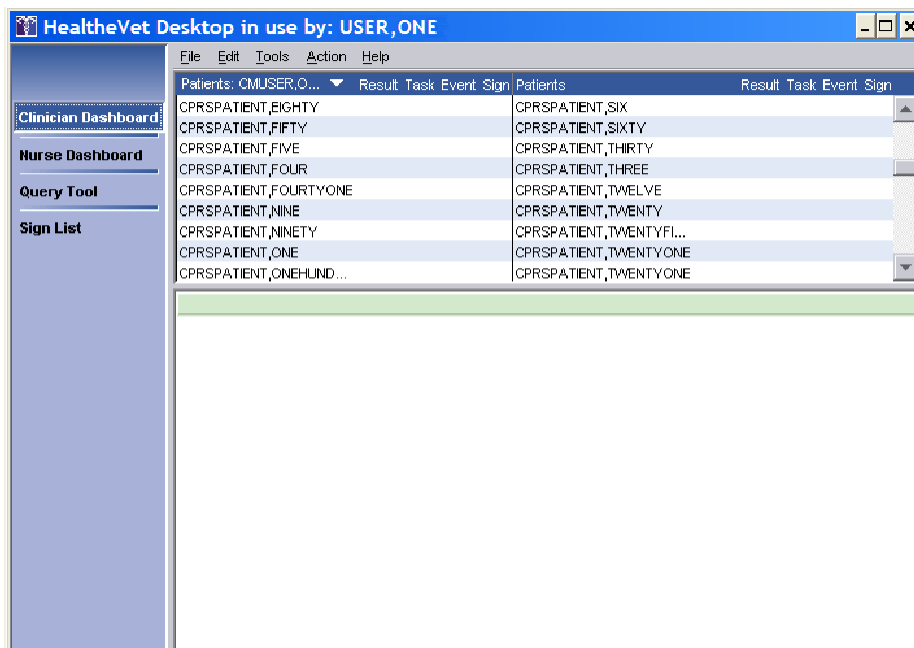 HealtheVet Desktop in use by: USER,ONE
File Edit Tools Action Help
Patients: CMUSER,O... Result Task Event Sign Patients Result Task Event Sign
Clinician Dashboard
Nurse Dashboard
Query Tool
Sign List
CPRSPATIENT,EIGHTY CPRSPATIENT,SIX
CPRSPATIENT,FIFTY CPRSPATIENT,SIXTY
CPRSPATIENT,FIVE CPRSPATIENT,THIRTY
CPRSPATIENT,FOUR CPRSPATIENT,THREE
CPRSPATIENT,FOURTYONE CPRSPATIENT,TWELVE
CPRSPATIENT,NINE CPRSPATIENT,TWENTY
CPRSPATIENT,NINETY CPRSPATIENT,TWENTYFI...
CPRSPATIENT,ONE CPRSPATIENT,TWENTYONE
CPRSPATIENT,ONEHUND... CPRSPATIENT,TWENTYONE